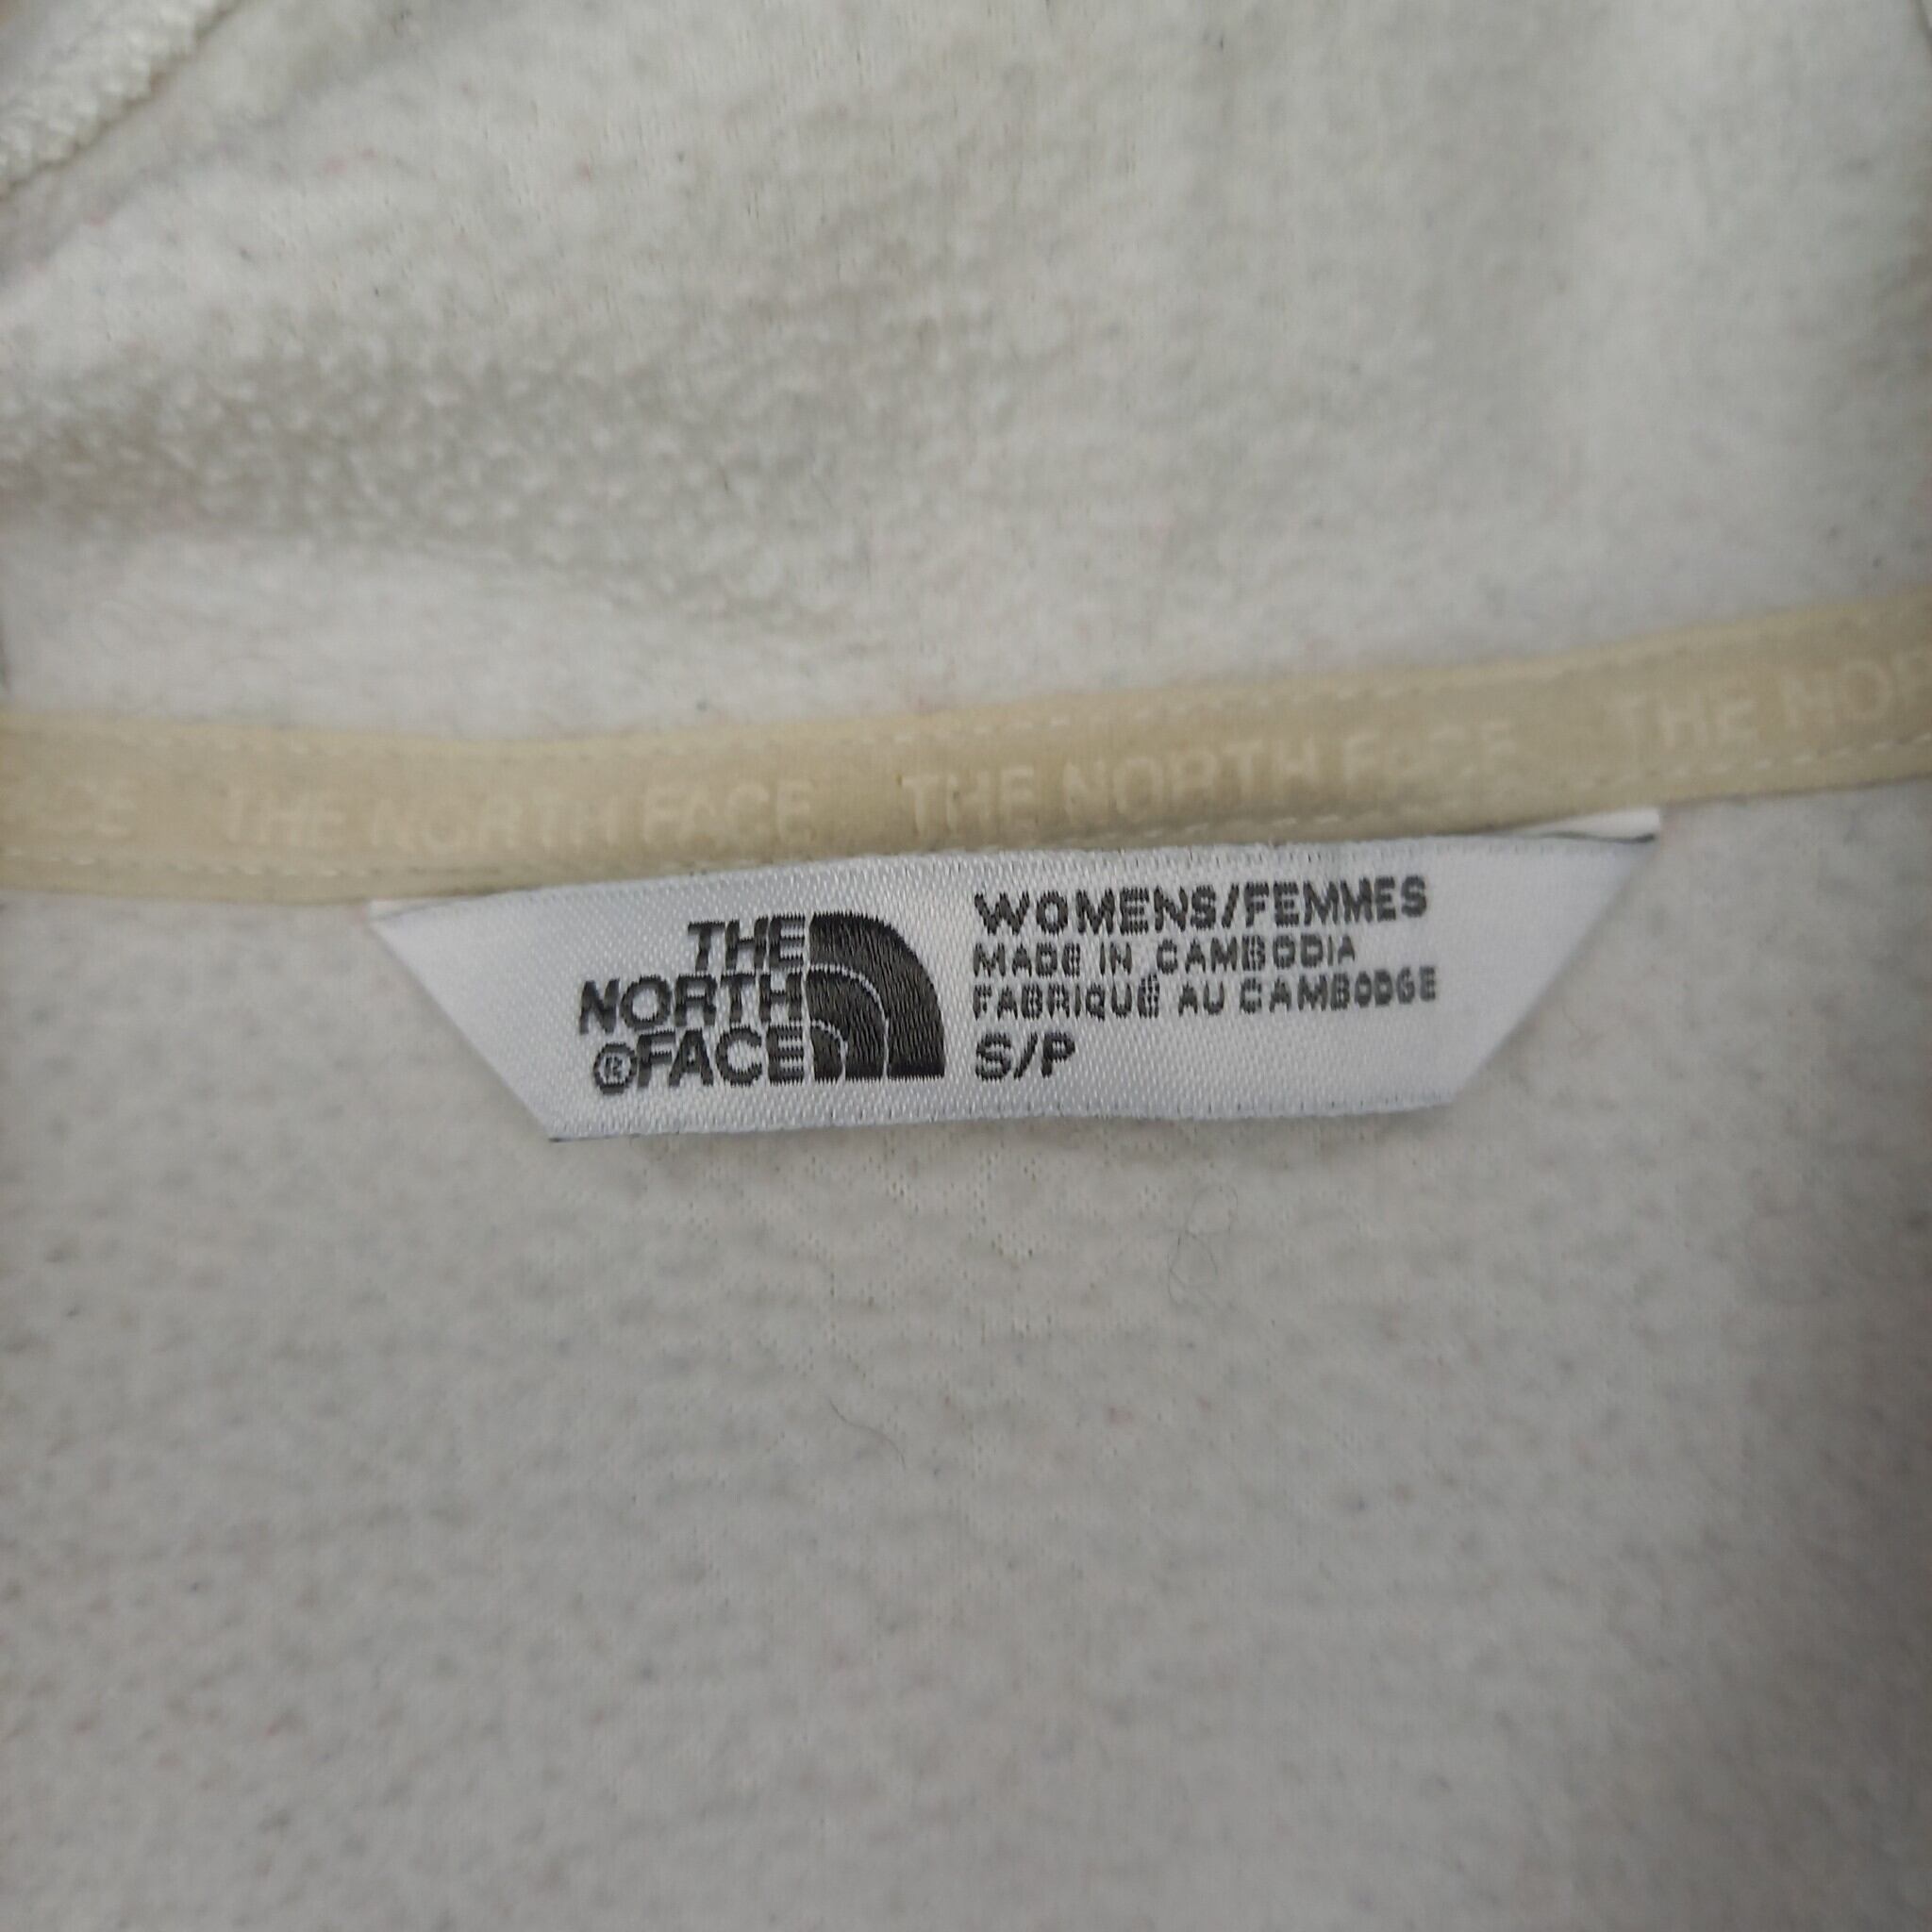 THE NORTH FACE THE NORTH FACE THE NOR
THE
NORTH
®FACE
WOMENS/FEMMES
MADE IN CAMBODIA
FABRIQUÉ AU CAMBODGE
S/P